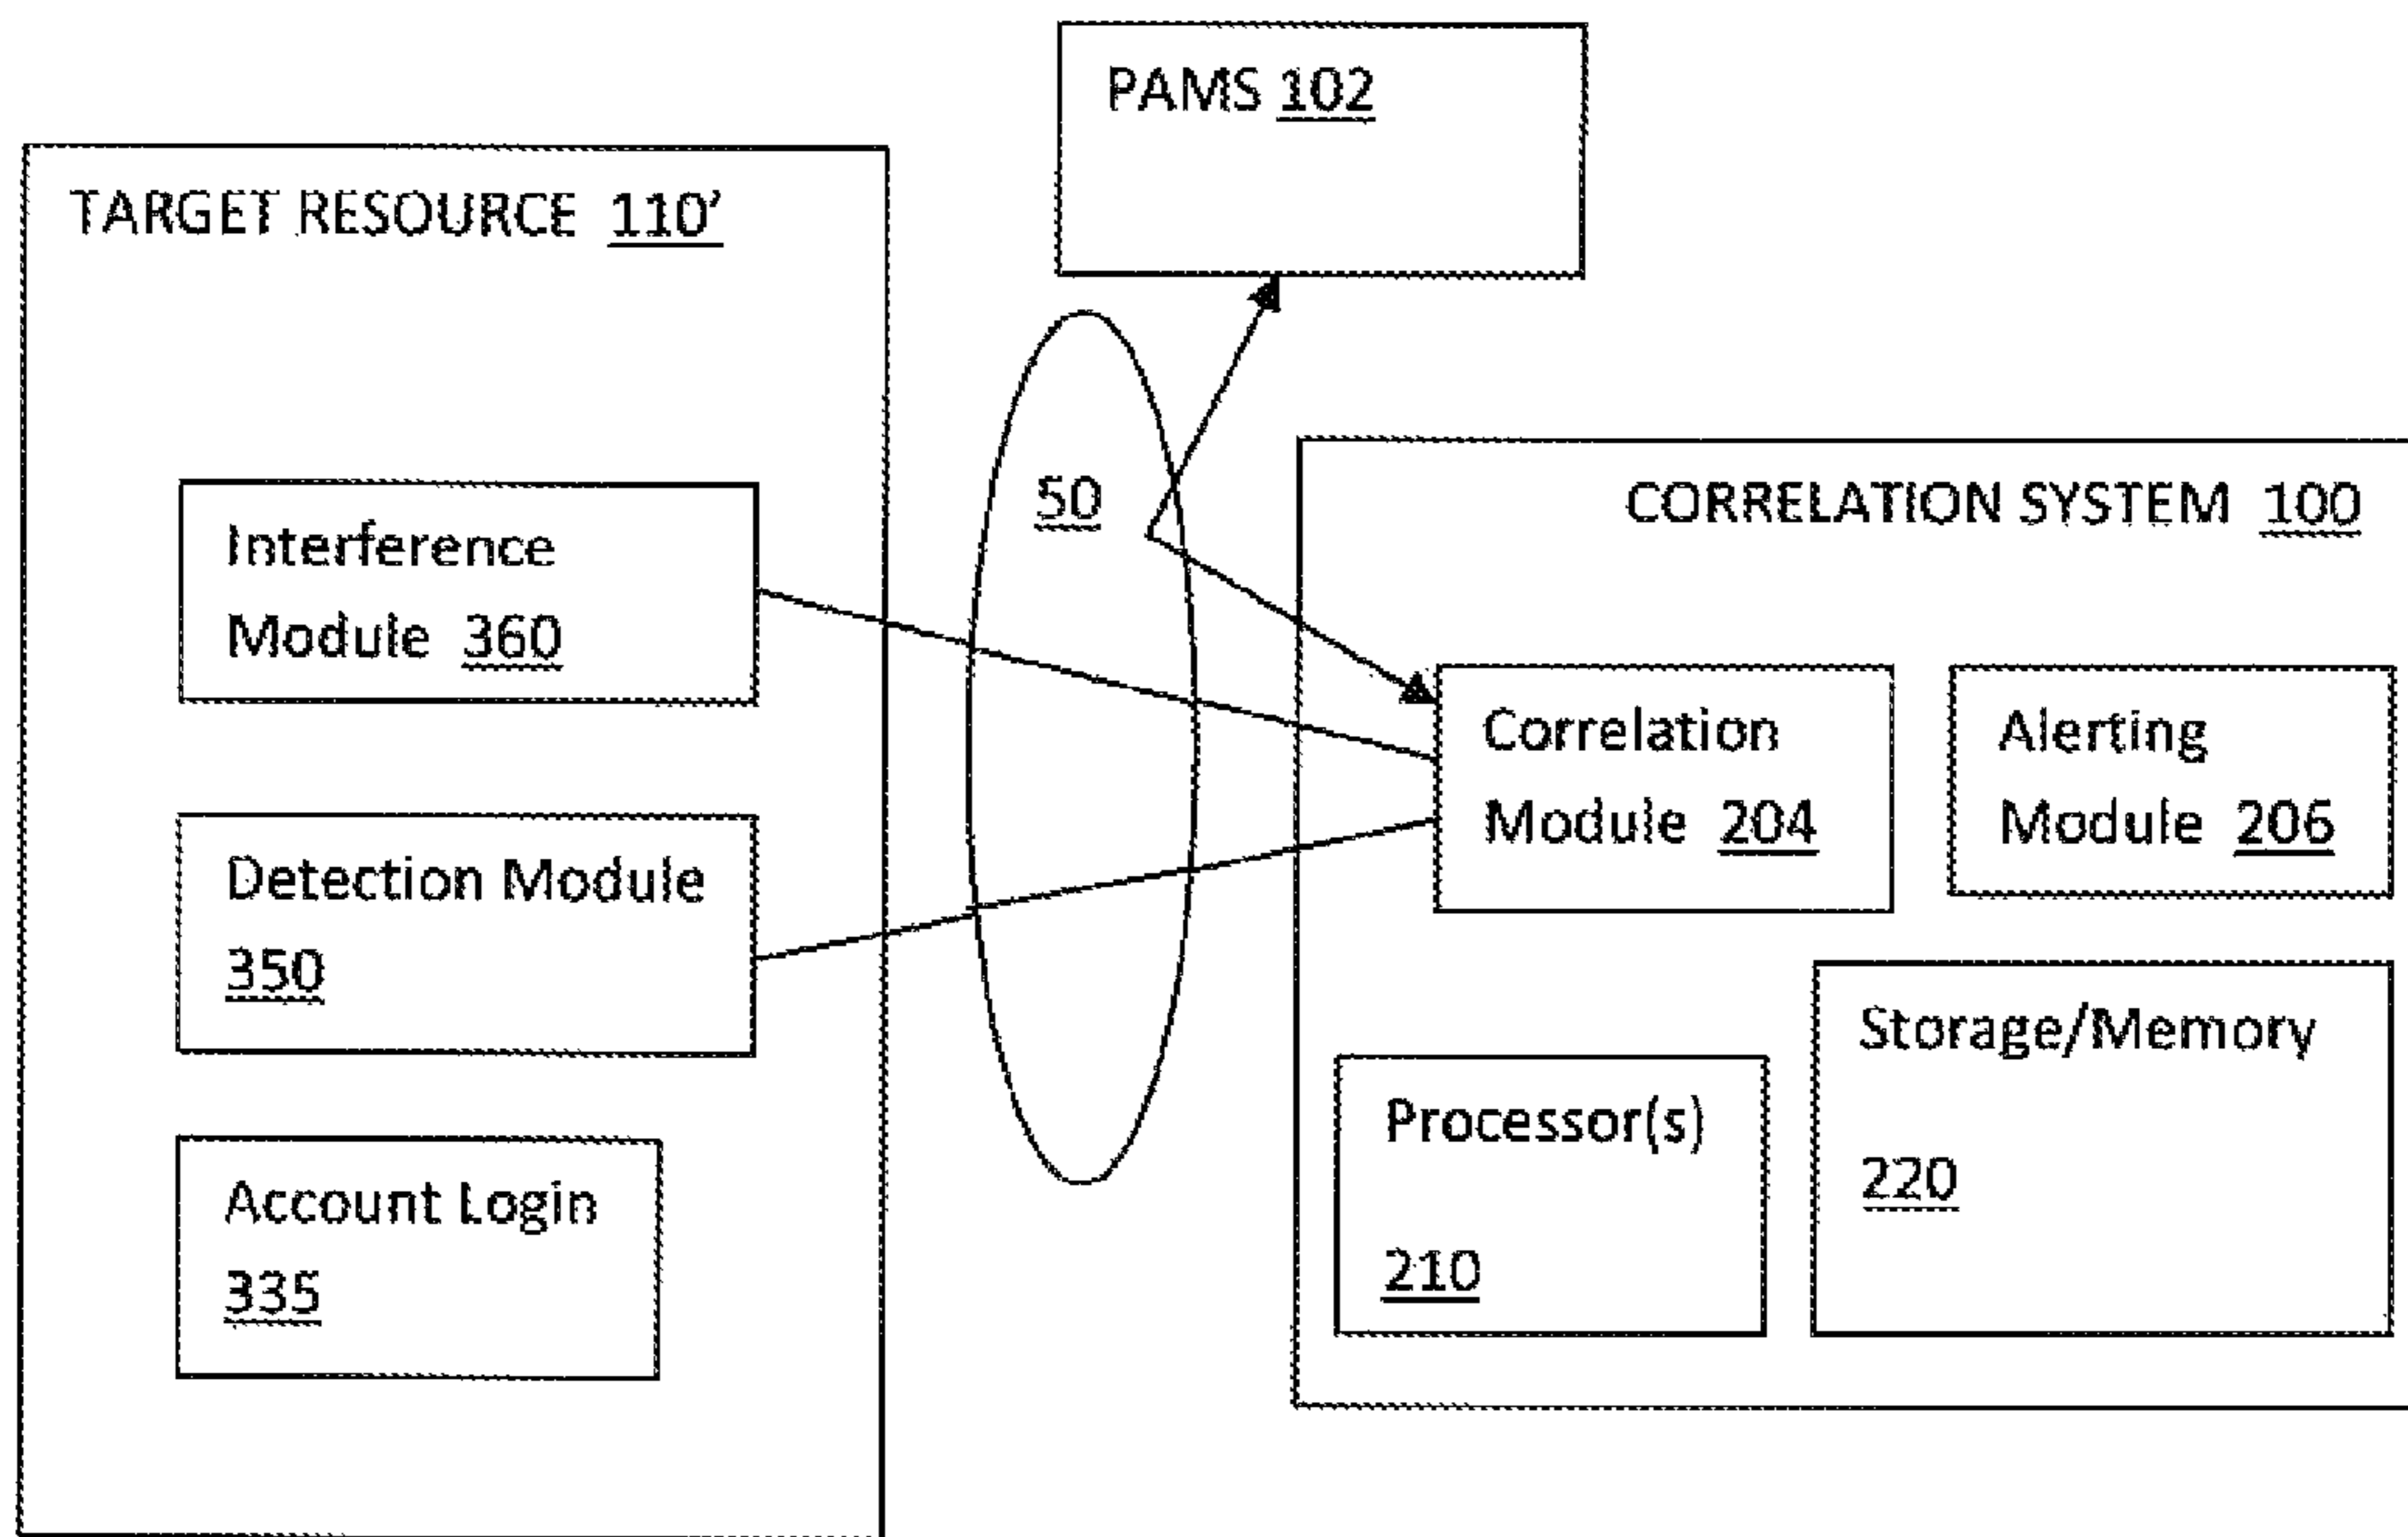 PAMS 102
TARGET RESOURCE 110'
Interference
Module 360
Detection Module
350
Account Login
335
50
CORRELATION SYSTEM 100
Correlation
Module 204
Alerting
Module 206
Processor(s)
210
Storage/Memory
220